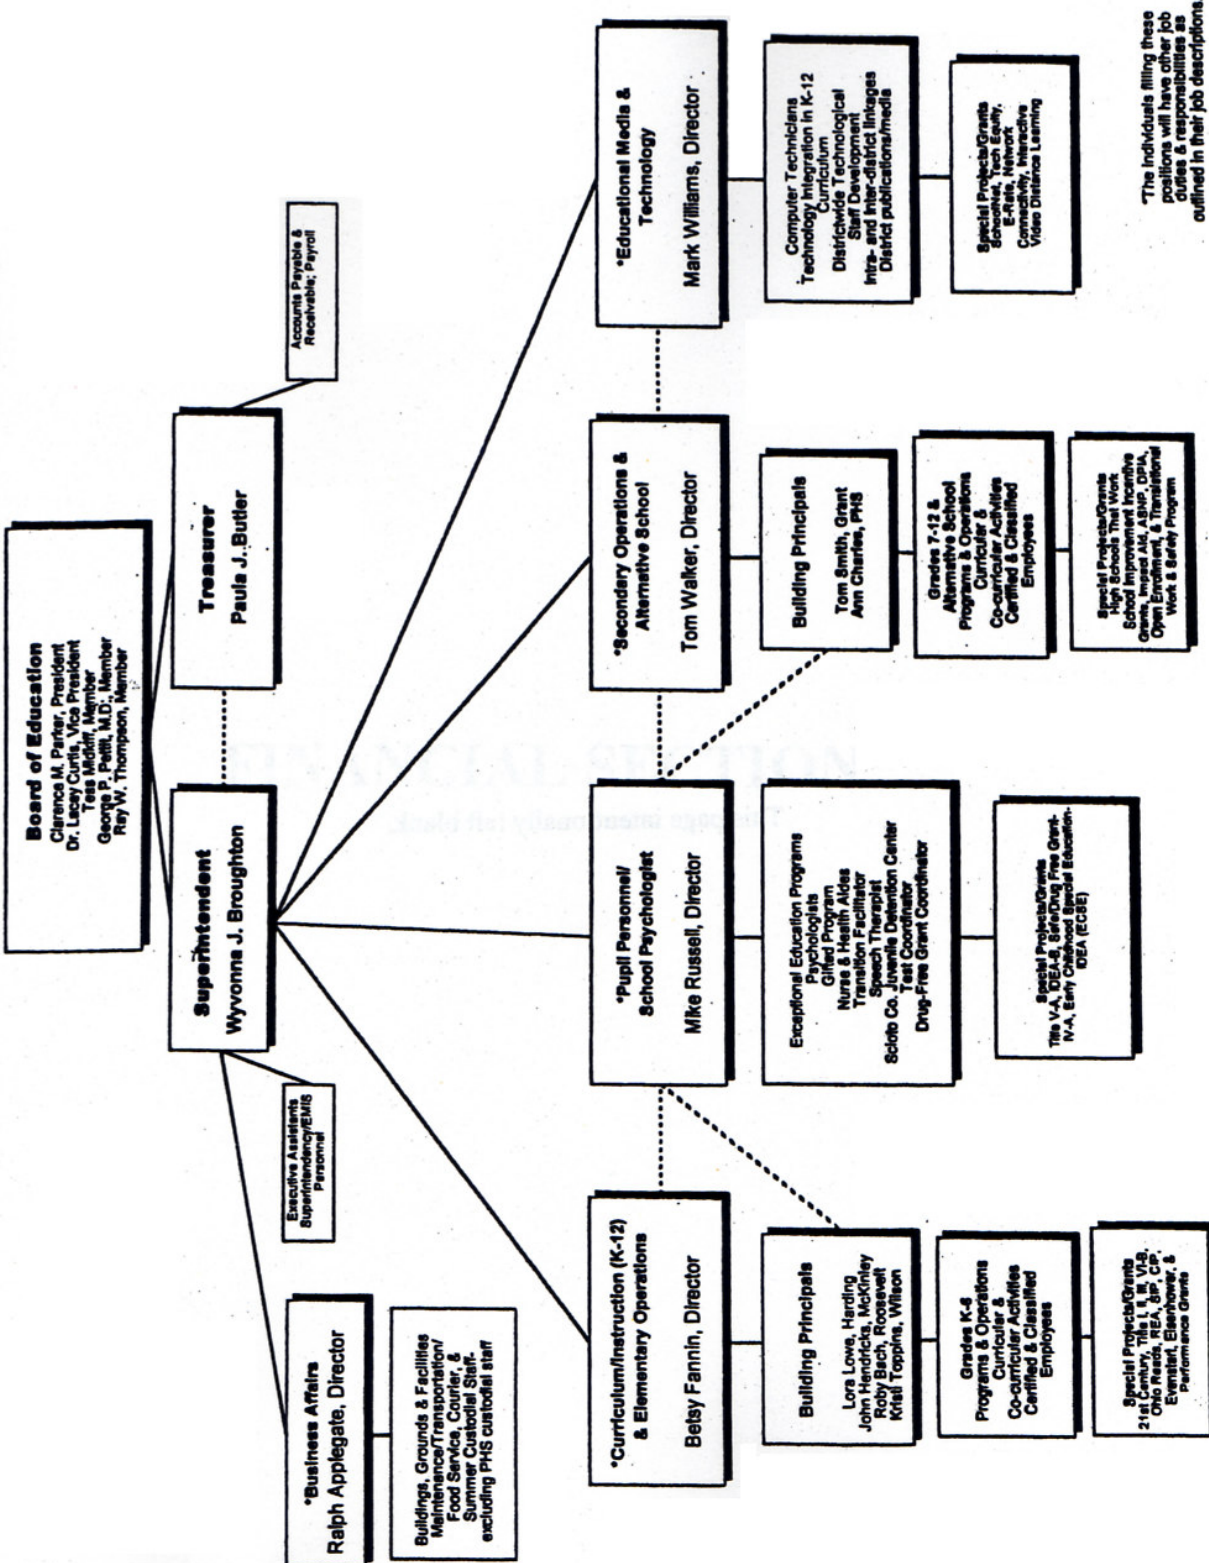 Board of Education
Clarence M. Parker, President
Dr. Lacey Curtis, Vice President
Tess Midkiff, Member
George P. Pettit, M.D., Member
Ray W. Thompson, Member
Superintendent
Wyvonna J. Broughton
Treasurer
Paula J. Butler
Accounts Payable &
Receivable; Payroll
Executive Assistants
Superintendency/EMIS
Personnel
*Business Affairs
Ralph Applegate, Director
Buildings, Grounds & Facilities
Maintenance/Transportation/
Food Service, Courier, &
Summer Custodial Staff-
excluding PHS custodial staff
*Curriculum/Instruction (K-12)
& Elementary Operations
Betsy Fannin, Director
Building Principals
Lora Lowe, Harding
John Hendricks, McKinley
Roby Bach, Roosevelt
Kristi Toppins, Wilson
Grades K-6
Programs & Operations
Curricular &
Co-curricular Activities
Certified & Classified
Employees
Special Projects/Grants
21st Century, Title I, II, III, VI-B,
Ohio Reads, REA, SIP, CIP,
Evenstart, Eisenhower, &
Performance Grants
*Pupil Personnel/
School Psychologist
Mike Russell, Director
Exceptional Education Programs
Psychologists
Gifted Program
Nurse & Health Aides
Transition Facilitator
Speech Therapist
Scioto Co. Juvenile Detention Center
Test Coordinator
Drug-Free Grant Coordinator
Special Projects/Grants
Title V-A, IDEA-B, Safe/Drug Free Grant-
IV-A, Early Childhood Special Education-
IDEA (ECSE)
*Secondary Operations &
Alternative School
Tom Walker, Director
Building Principals
Tom Smith, Grant
Ann Charles, PHS
Grades 7-12 &
Alternative School
Programs & Operations
Curricular &
Co-curricular Activities
Certified & Classified
Employees
Special Projects/Grants
High Schools That Work
School Improvement Incentive
Grants, Impact Aid, ABNP, DPIA,
Open Enrollment, & Translational
Work & Safety Program
*Educational Media &
Technology
Mark Williams, Director
Computer Technicians
Technology Integration in K-12
Curriculum
Districtwide Technological
Staff Development
Intra- and Inter-district linkages
District publications/media
Special Projects/Grants
Schoolnet, Tech Equity,
E-Rate, Network
Connectivity, Interactive
Video Distance Learning
*The individuals filling these
positions will have other job
duties & responsibilities as
outlined in their job descriptions.
FINANCIAL SECTION
This page intentionally left blank.